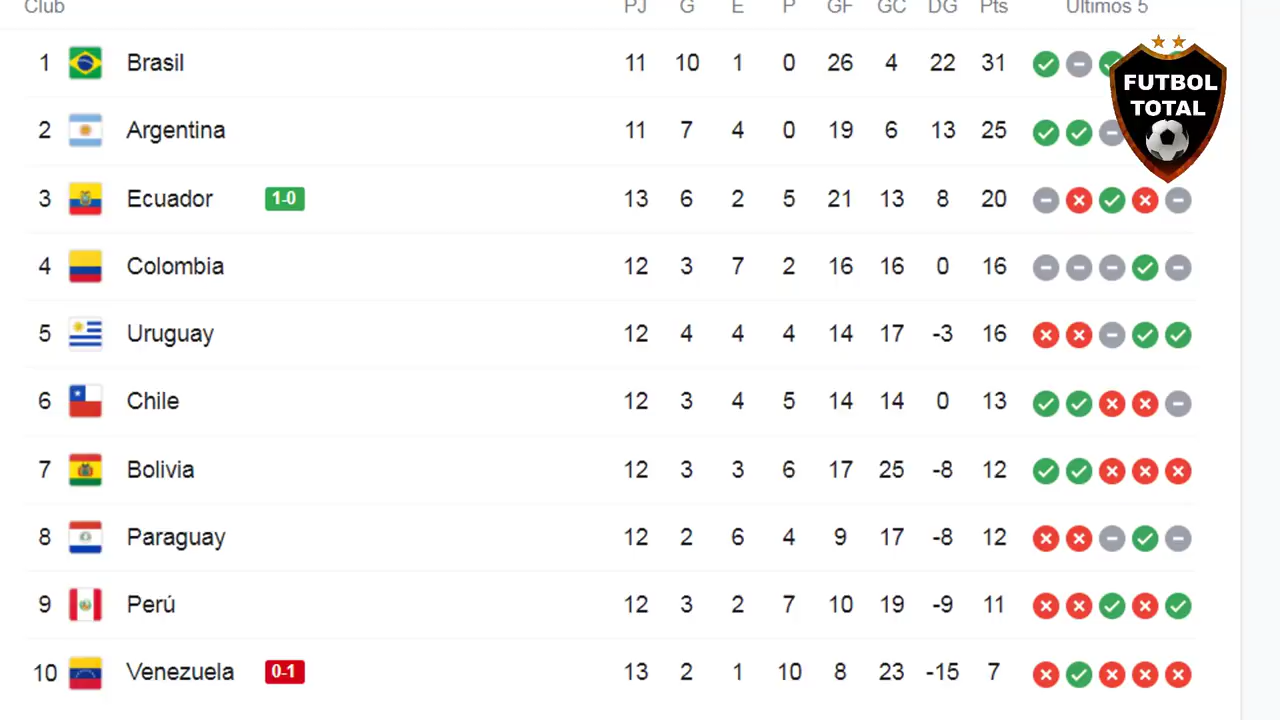 Club PJ G E P GF GC DG Pts Últimos 5
1 Brasil 11 10 1 0 26 4 22 31
FUTBOL
TOTAL
2 Argentina 11 7 4 0 19 6 13 25
3 Ecuador 1-0 13 6 2 5 21 13 8 20
4 Colombia 12 3 7 2 16 16 0 16
5 Uruguay 12 4 4 4 14 17 -3 16
6 Chile 12 3 4 5 14 14 0 13
7 Bolivia 12 3 3 6 17 25 -8 12
8 Paraguay 12 2 6 4 9 17 -8 12
9 Perú 12 3 2 7 10 19 -9 11
10 Venezuela 0-1 13 2 1 10 8 23 -15 7